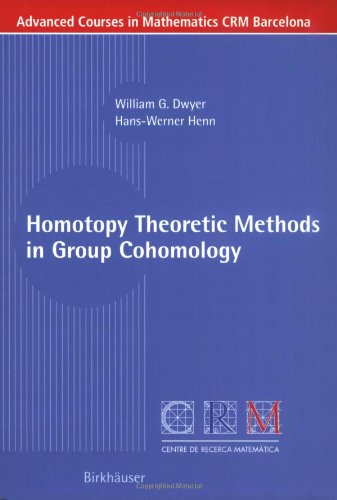 Advanced Courses in Mathematics CRM Barcelona
William G. Dwyer
Hans-Werner Henn
Homotopy Theoretic Methods
in Group Cohomology
CRM
CENTRE DE RECERCA MATEMÀTICA
Birkhäuser